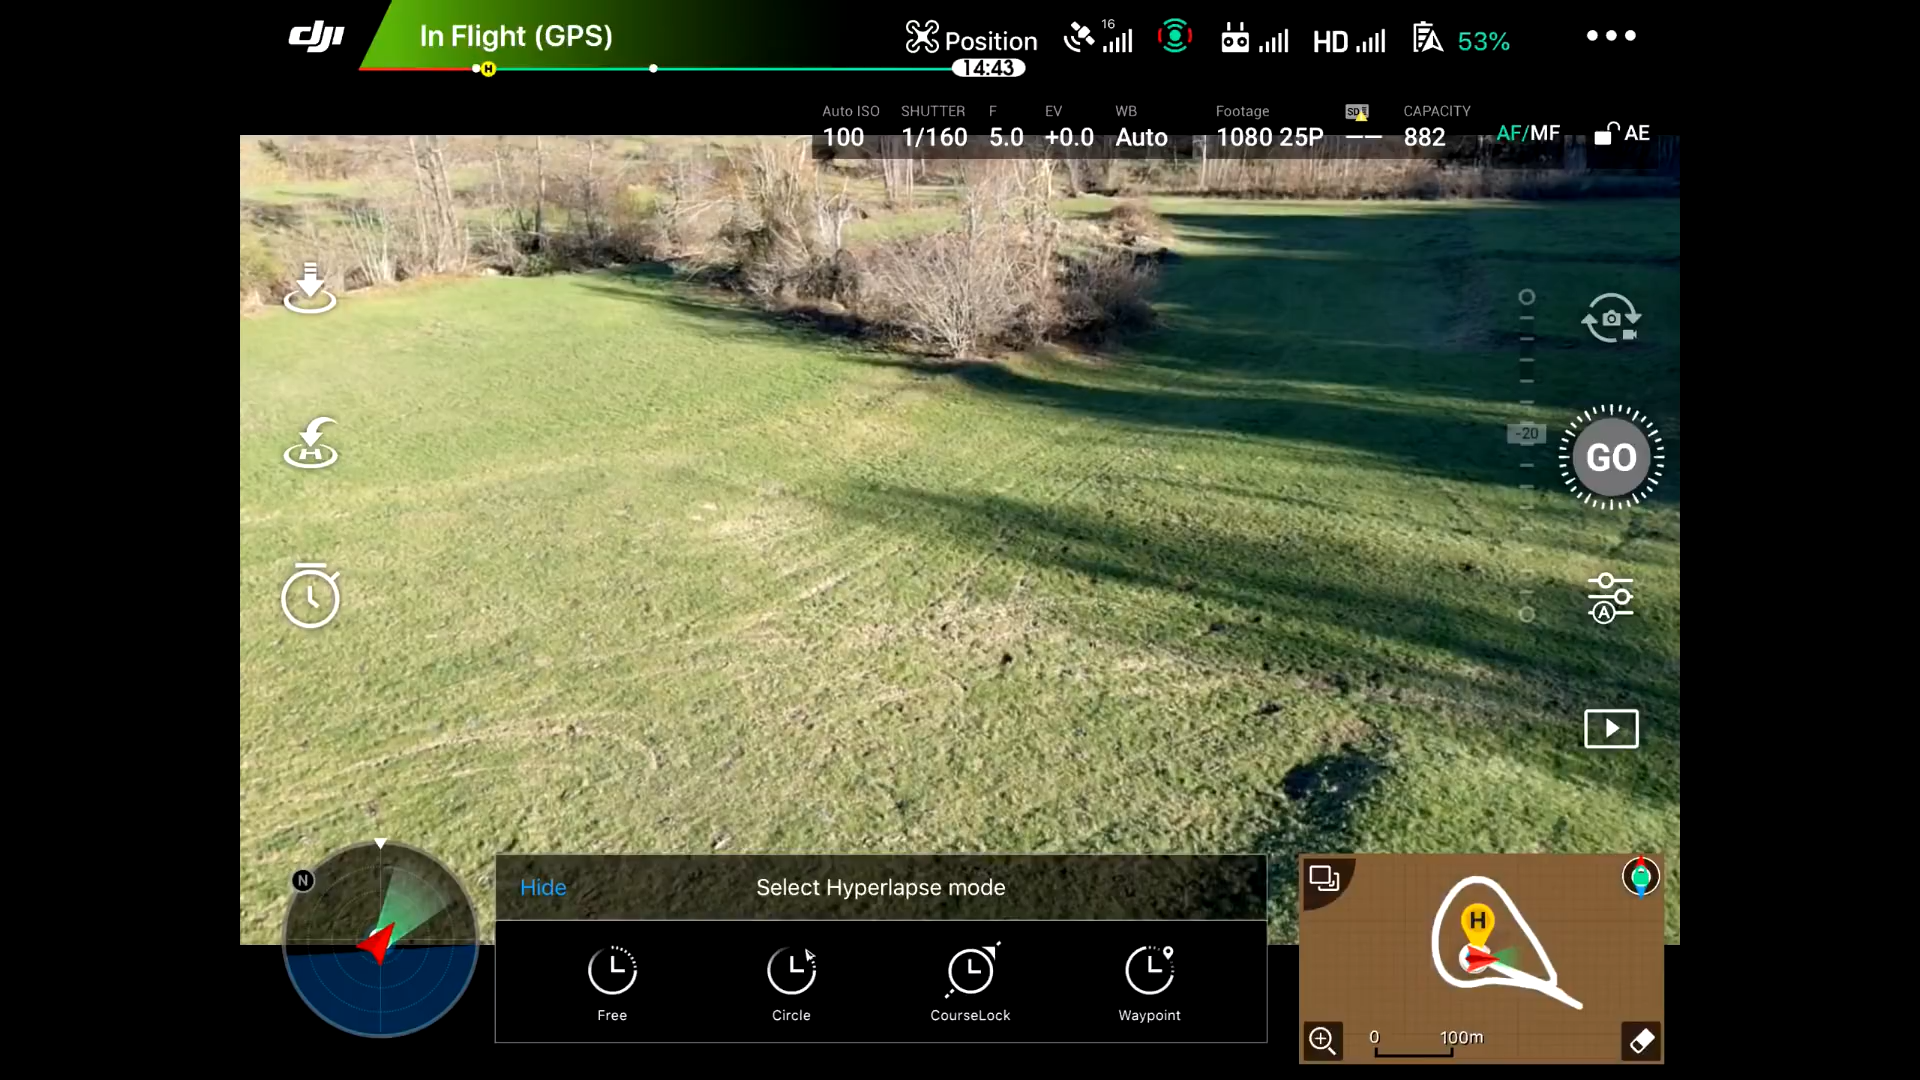 dji In Flight (GPS) Position 16 HD 53%
H 14:43
Auto ISO SHUTTER F EV WB Footage SD CAPACITY
100 1/160 5.0 +0.0 Auto 1080 25P 882 AF/MF AE
H
-20
GO
A
N
Hide Select Hyperlapse mode
Free Circle CourseLock Waypoint
H
0 100m